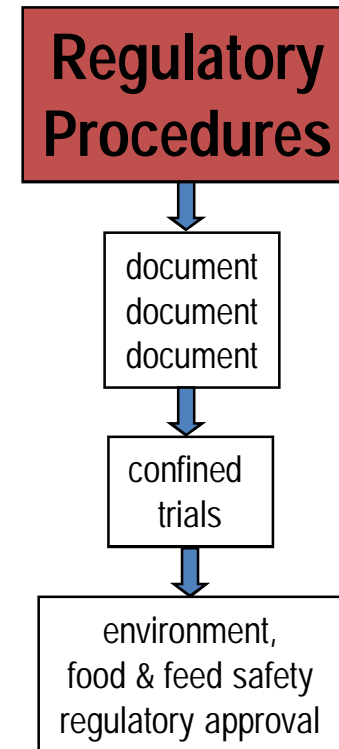 Regulatory
Procedures
document
document
document
confined
trials
environment,
food & feed safety
regulatory approval